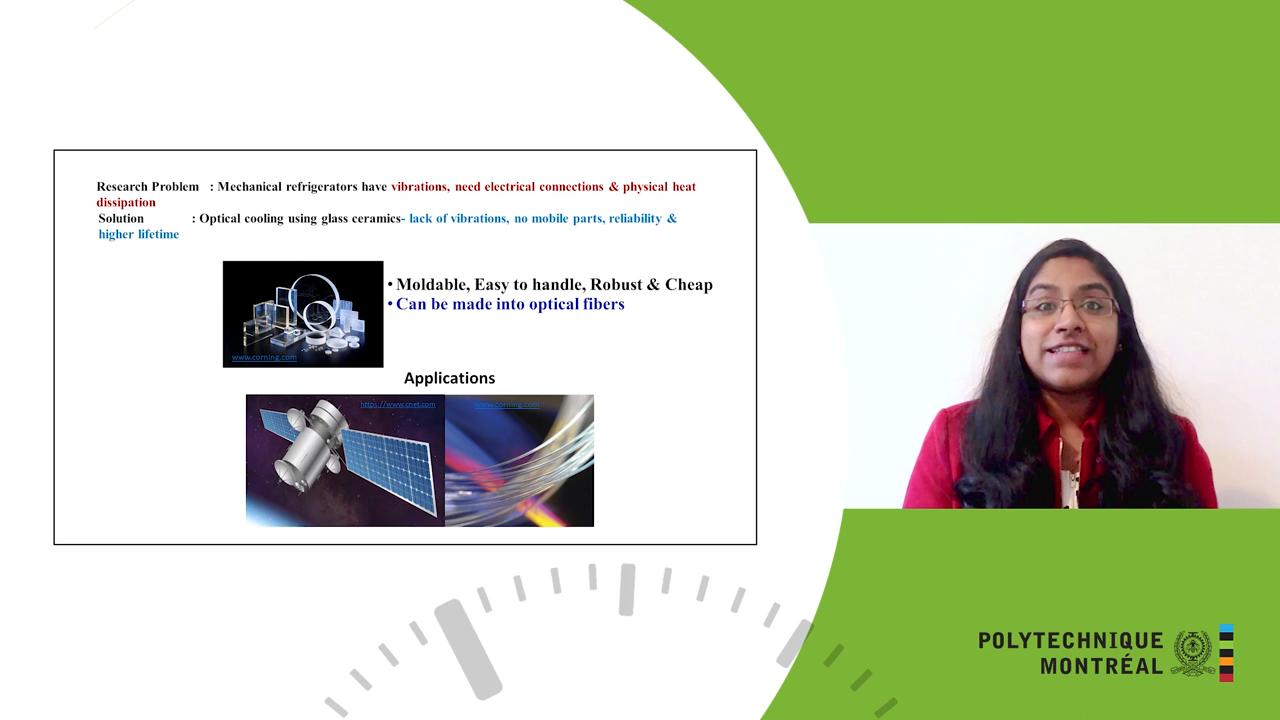 Research Problem : Mechanical refrigerators have vibrations, need electrical connections & physical heat
dissipation
Solution : Optical cooling using glass ceramics- lack of vibrations, no mobile parts, reliability &
higher lifetime
• Moldable, Easy to handle, Robust & Cheap
• Can be made into optical fibers
www.corning.com
Applications
https://www.cnet.com
www.corning.com
POLYTECHNIQUE
MONTRÉAL